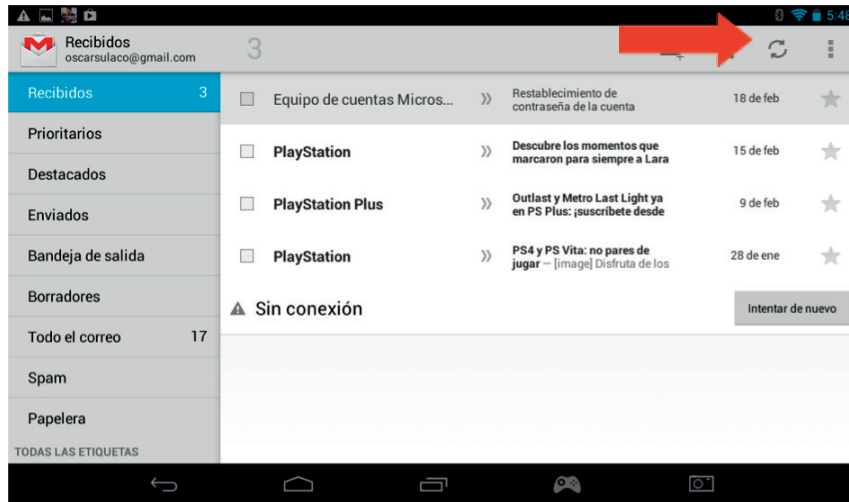 5:48
Recibidos
oscarsulaco@gmail.com
3
Recibidos 3
Prioritarios
Destacados
Enviados
Bandeja de salida
Borradores
Todo el correo 17
Spam
Papelera
TODAS LAS ETIQUETAS
Equipo de cuentas Micros...
Restablecimiento de
contraseña de la cuenta
18 de feb
PlayStation
Descubre los momentos que
marcaron para siempre a Lara
15 de feb
PlayStation Plus
Outlast y Metro Last Light ya
en PS Plus: ¡suscríbete desde
9 de feb
PlayStation
PS4 y PS Vita: no pares de
jugar — [image] Disfruta de los
28 de ene
Sin conexión
Intentar de nuevo